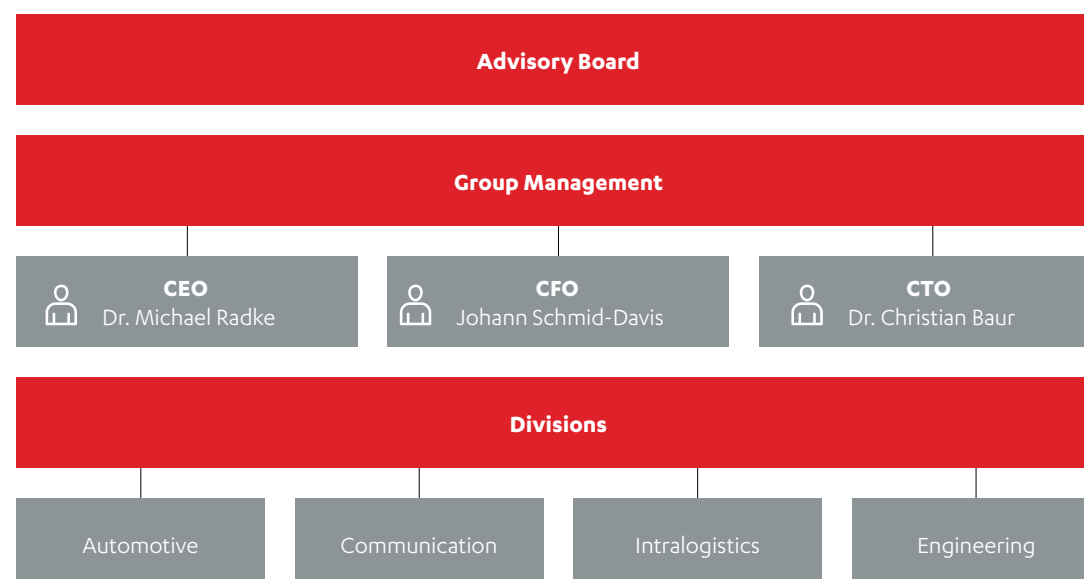 Advisory Board
Group Management
CEO
Dr. Michael Radke
CFO
Johann Schmid-Davis
CTO
Dr. Christian Baur
Divisions
Automotive
Communication
Intralogistics
Engineering